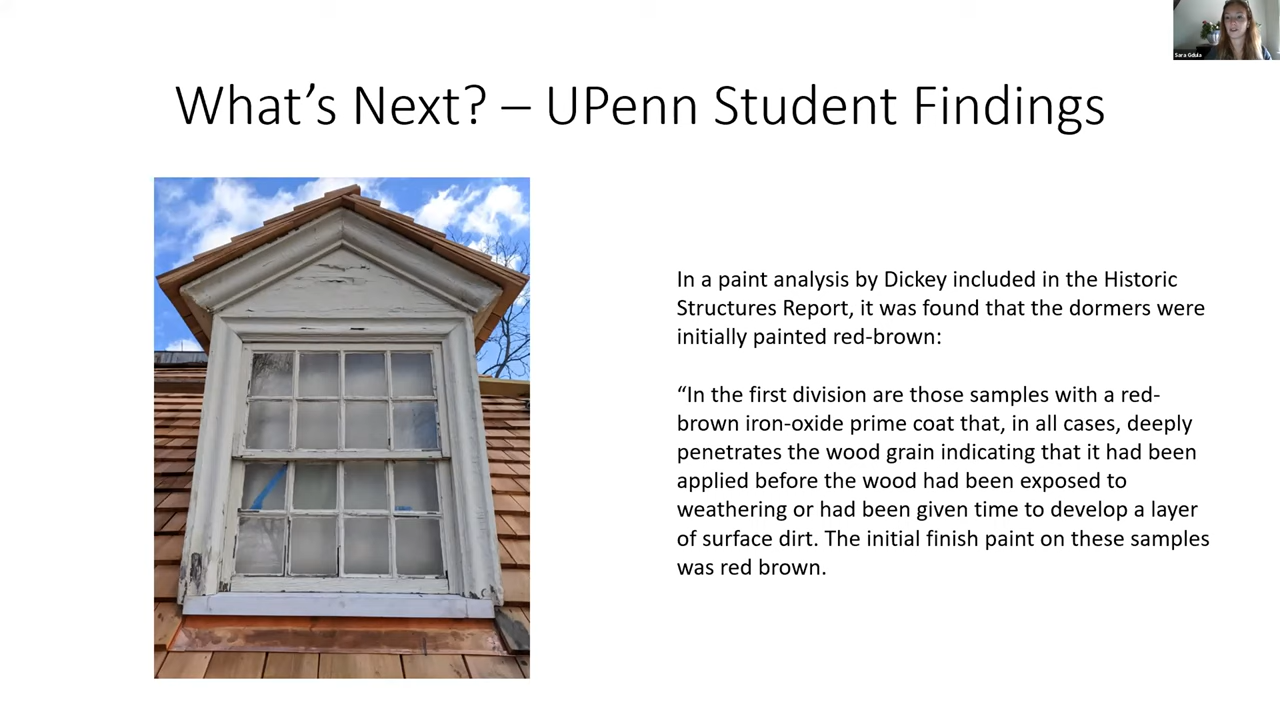 Sara Gdula
What's Next? – UPenn Student Findings
In a paint analysis by Dickey included in the Historic
Structures Report, it was found that the dormers were
initially painted red-brown:
“In the first division are those samples with a red-
brown iron-oxide prime coat that, in all cases, deeply
penetrates the wood grain indicating that it had been
applied before the wood had been exposed to
weathering or had been given time to develop a layer
of surface dirt. The initial finish paint on these samples
was red brown.